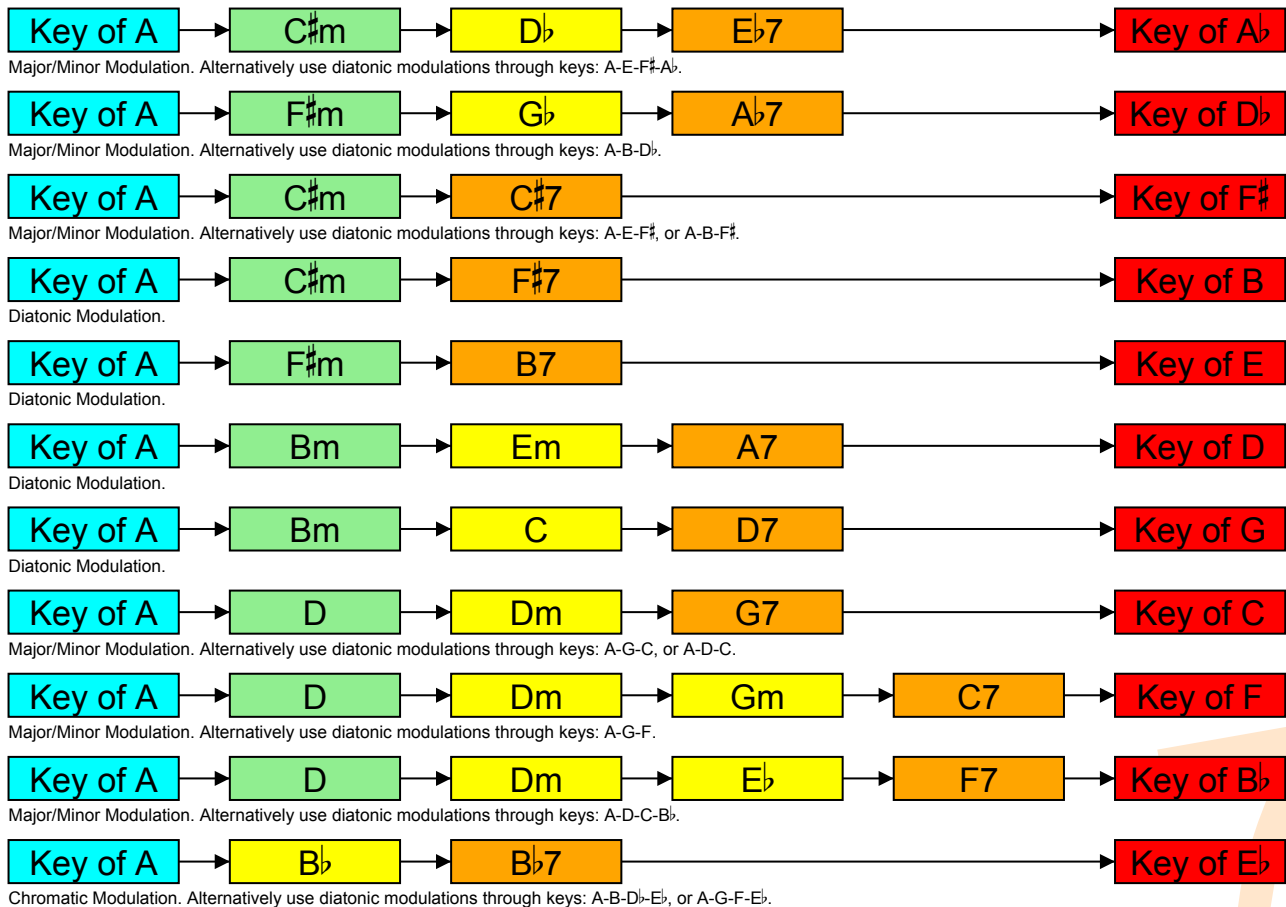 Key of A C♯m D♭ E♭7 Key of A♭
Major/Minor Modulation. Alternatively use diatonic modulations through keys: A-E-F♯-A♭.
Key of A F♯m G♭ A♭7 Key of D♭
Major/Minor Modulation. Alternatively use diatonic modulations through keys: A-B-D♭.
Key of A C♯m C♯7 Key of F♯
Major/Minor Modulation. Alternatively use diatonic modulations through keys: A-E-F♯, or A-B-F♯.
Key of A C♯m F♯7 Key of B
Diatonic Modulation.
Key of A F♯m B7 Key of E
Diatonic Modulation.
Key of A Bm Em A7 Key of D
Diatonic Modulation.
Key of A Bm C D7 Key of G
Diatonic Modulation.
Key of A D Dm G7 Key of C
Major/Minor Modulation. Alternatively use diatonic modulations through keys: A-G-C, or A-D-C.
Key of A D Dm Gm C7 Key of F
Major/Minor Modulation. Alternatively use diatonic modulations through keys: A-G-F.
Key of A D Dm E♭ F7 Key of B♭
Major/Minor Modulation. Alternatively use diatonic modulations through keys: A-D-C-B♭.
Key of A B♭ B♭7 Key of E♭
Chromatic Modulation. Alternatively use diatonic modulations through keys: A-B-D♭-E♭, or A-G-F-E♭.